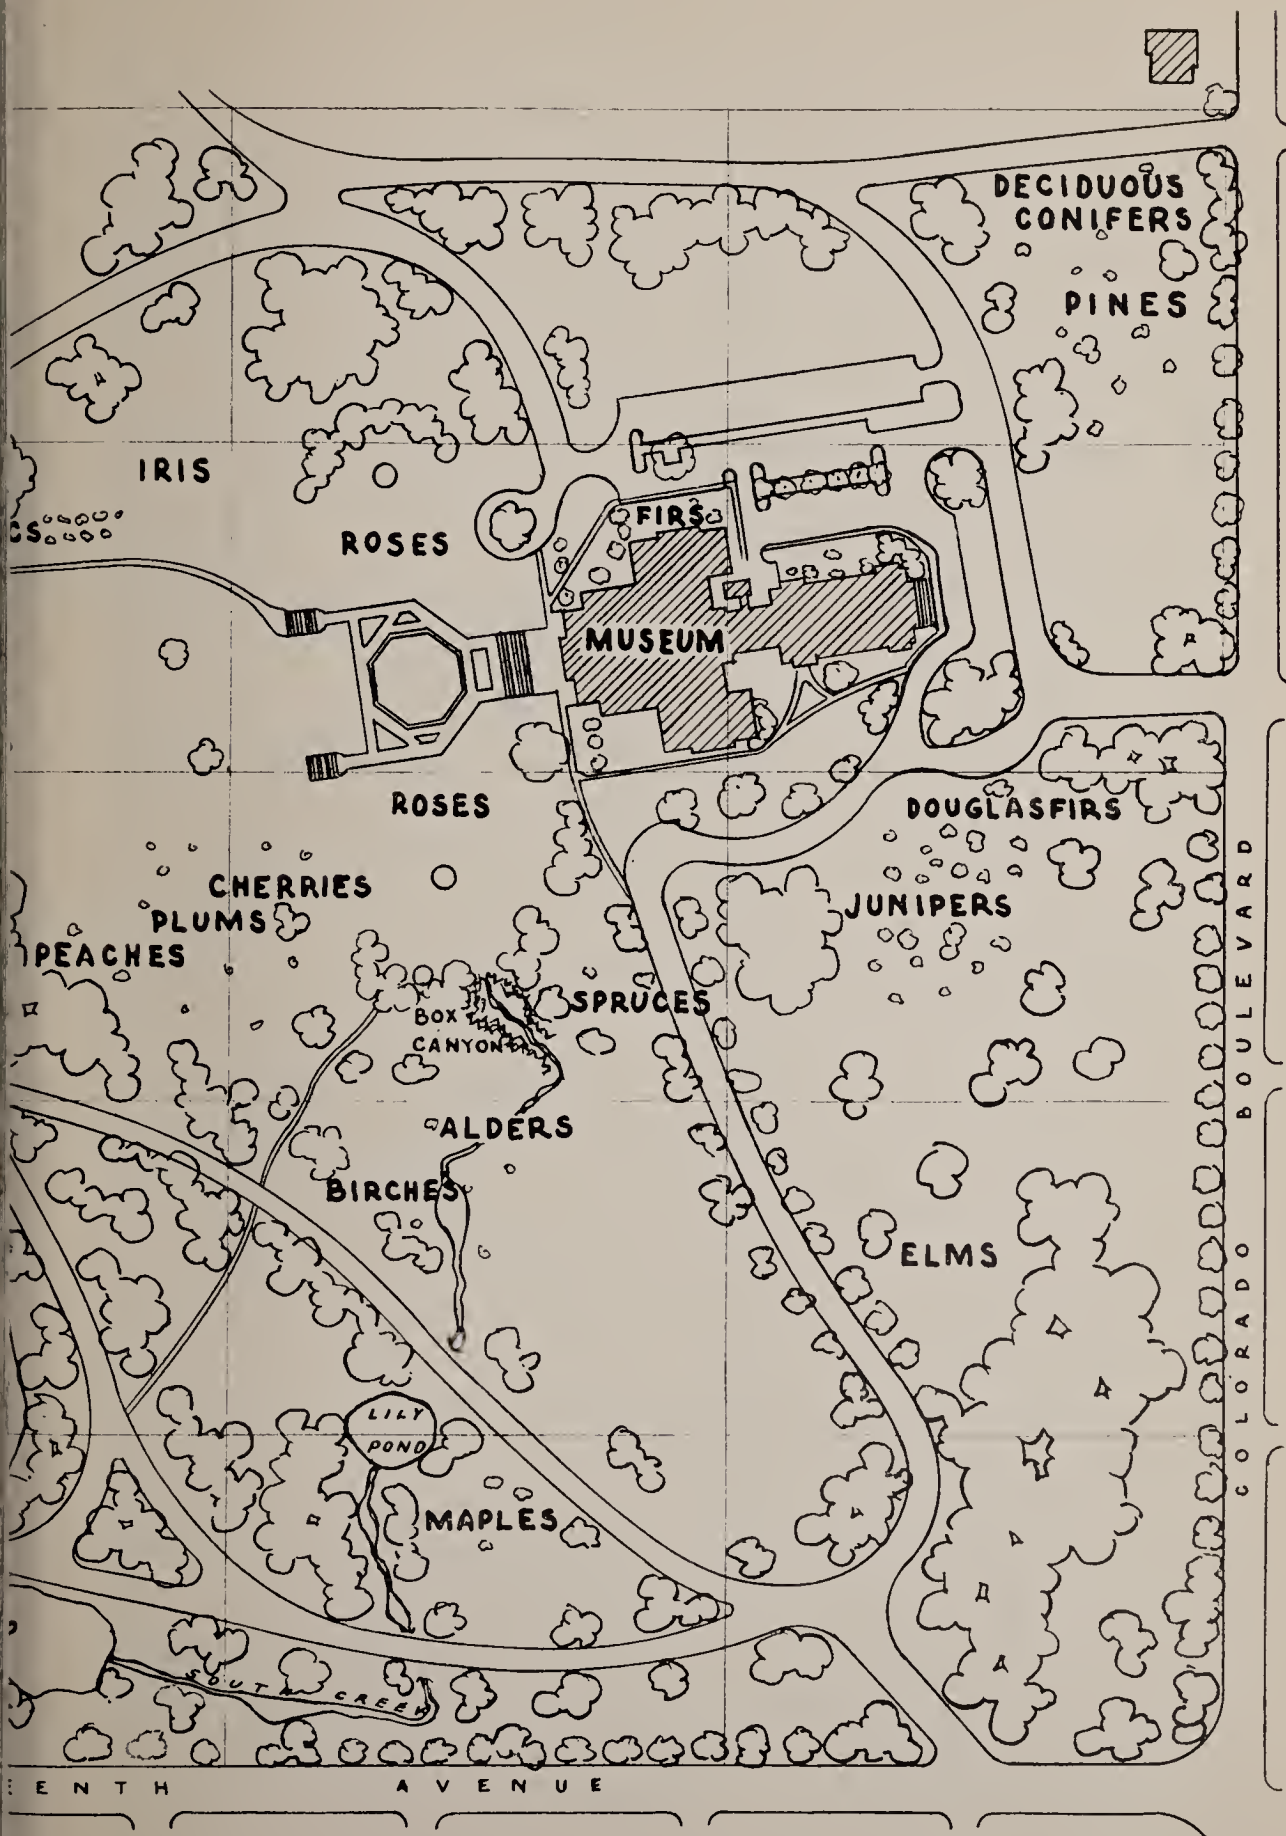 DECIDUOUS
CONIFERS
PINES
IRIS
CS
FIRS
ROSES
MUSEUM
ROSES
DOUGLASFIRS
CHERRIES
PLUMS
JUNIPERS
PEACHES
BOX
CANYON
SPRUCES
ALDERS
BIRCHES
ELMS
LILY
POND
MAPLES
SOUTH CREEK
COLORADO BOULEVARD
ENTH AVENUE